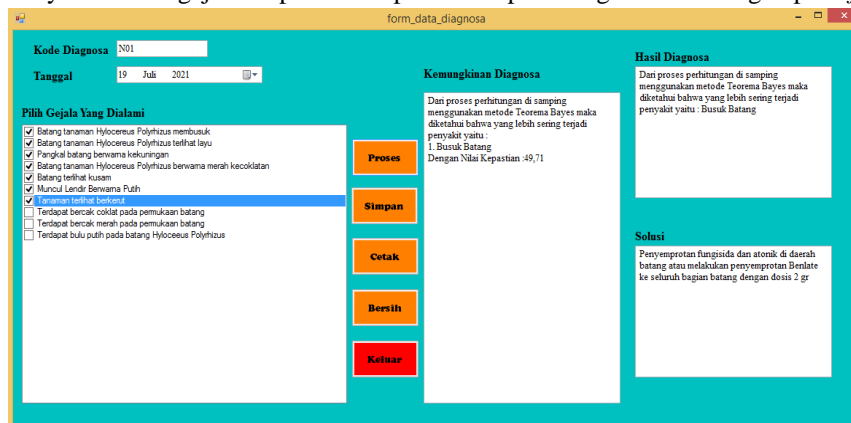 form_data_diagnosa
Kode Diagnosa N01
Tanggal 19 Juli 2021
Pilih Gejala Yang Dialami
Batang tanaman Hylocereus Polyrhizus membusuk
Batang tanaman Hylocereus Polyrhizus terlihat layu
Pangkal batang berwarna kekuningan
Batang tanaman Hylocereus Polyrhizus berwarna merah kecoklatan
Batang terlihat kusam
Muncul Lendir Berwarna Putih
Tanaman terlihat berkerut
Terdapat bercak coklat pada permukaan batang
Terdapat bercak merah pada permukaan batang
Terdapat bulu putih pada batang Hyloceeus Polyrhizus
Proses
Simpan
Cetak
Bersih
Keluar
Kemungkinan Diagnosa
Dari proses perhitungan di samping
menggunakan metode Teorema Bayes maka
diketahui bahwa yang lebih sering terjadi
penyakit yaitu :
1. Busuk Batang
Dengan Nilai Kepastian :49,71
Hasil Diagnosa
Dari proses perhitungan di samping
menggunakan metode Teorema Bayes maka
diketahui bahwa yang lebih sering terjadi
penyakit yaitu : Busuk Batang
Solusi
Penyemprotan fungisida dan atonik di daerah
batang atau melakukan penyemprotan Benlate
ke seluruh bagian batang dengan dosis 2 gr